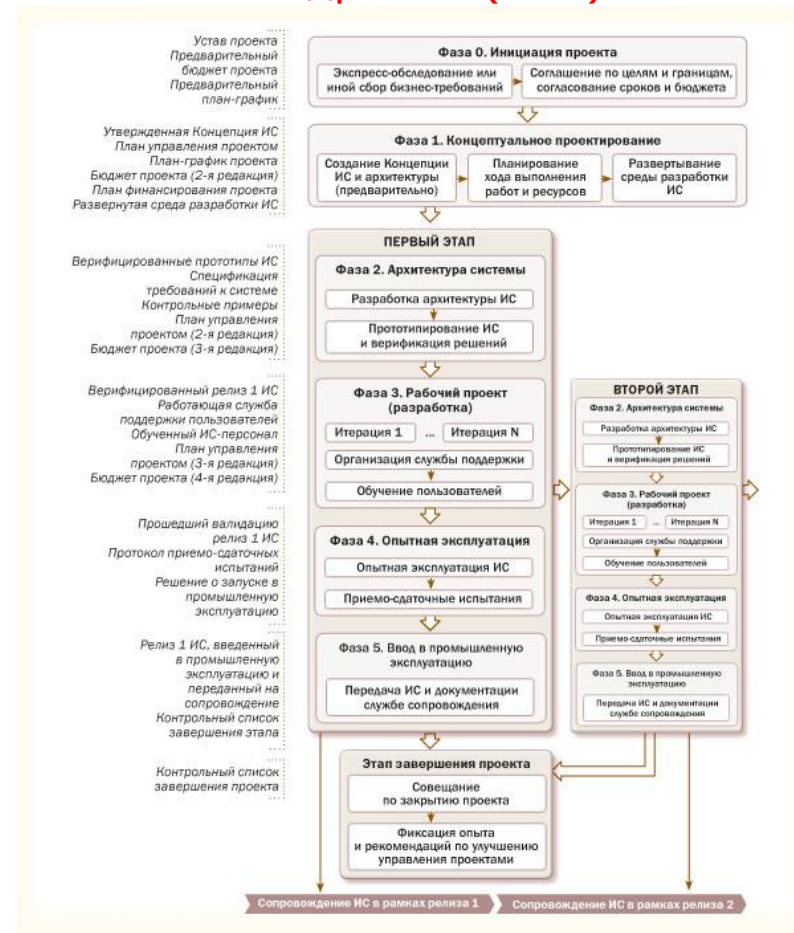 Устав проекта
Предварительный
бюджет проекта
Предварительный
план-график
Фаза 0. Инициация проекта
Экспресс-обследование или
иной сбор бизнес-требований
Соглашение по целям и границам,
согласование сроков и бюджета
Утвержденная Концепция ИС
План управления проектом
План-график проекта
Бюджет проекта (2-я редакция)
План финансирования проекта
Развернутая среда разработки ИС
Фаза 1. Концептуальное проектирование
Создание Концепции
ИС и архитектуры
(предварительно)
Планирование
хода выполнения
работ и ресурсов
Развертывание
среды разработки
ИС
ПЕРВЫЙ ЭТАП
Верифицированные прототипы ИС
Спецификация
требований к системе
Контрольные примеры
План управления
проектом (2-я редакция)
Бюджет проекта (3-я редакция)
Фаза 2. Архитектура системы
Разработка архитектуры ИС
Прототипирование ИС
и верификация решений
Верифицированный релиз 1 ИС
Работающая служба
поддержки пользователей
Обученный ИС-персонал
План управления
проектом (3-я редакция)
Бюджет проекта (4-я редакция)
Фаза 3. Рабочий проект
(разработка)
Итерация 1 ... Итерация N
Организация службы поддержки
Обучение пользователей
Прошедший валидацию
релиз 1 ИС
Протокол приемо-сдаточных
испытаний
Решение о запуске в
промышленную
эксплуатацию
Фаза 4. Опытная эксплуатация
Опытная эксплуатация ИС
Приемо-сдаточные испытания
Релиз 1 ИС, введенный
в промышленную
эксплуатацию и
переданный на
сопровождение
Контрольный список
завершения этапа
Фаза 5. Ввод в промышленную
эксплуатацию
Передача ИС и документации
службе сопровождения
ВТОРОЙ ЭТАП
Фаза 2. Архитектура системы
Разработка архитектуры ИС
Прототипирование ИС
и верификация решений
Фаза 3. Рабочий проект
(разработка)
Итерация 1 ... Итерация N
Организация службы поддержки
Обучение пользователей
Фаза 4. Опытная эксплуатация
Опытная эксплуатация ИС
Приемо-сдаточные испытания
Фаза 5. Ввод в промышленную
эксплуатацию
Передача ИС и документации
службе сопровождения
Контрольный список
завершения проекта
Этап завершения проекта
Совещание
по закрытию проекта
Фиксация опыта
и рекомендаций по улучшению
управления проектами
Сопровождение ИС в рамках релиза 1
Сопровождение ИС в рамках релиза 2